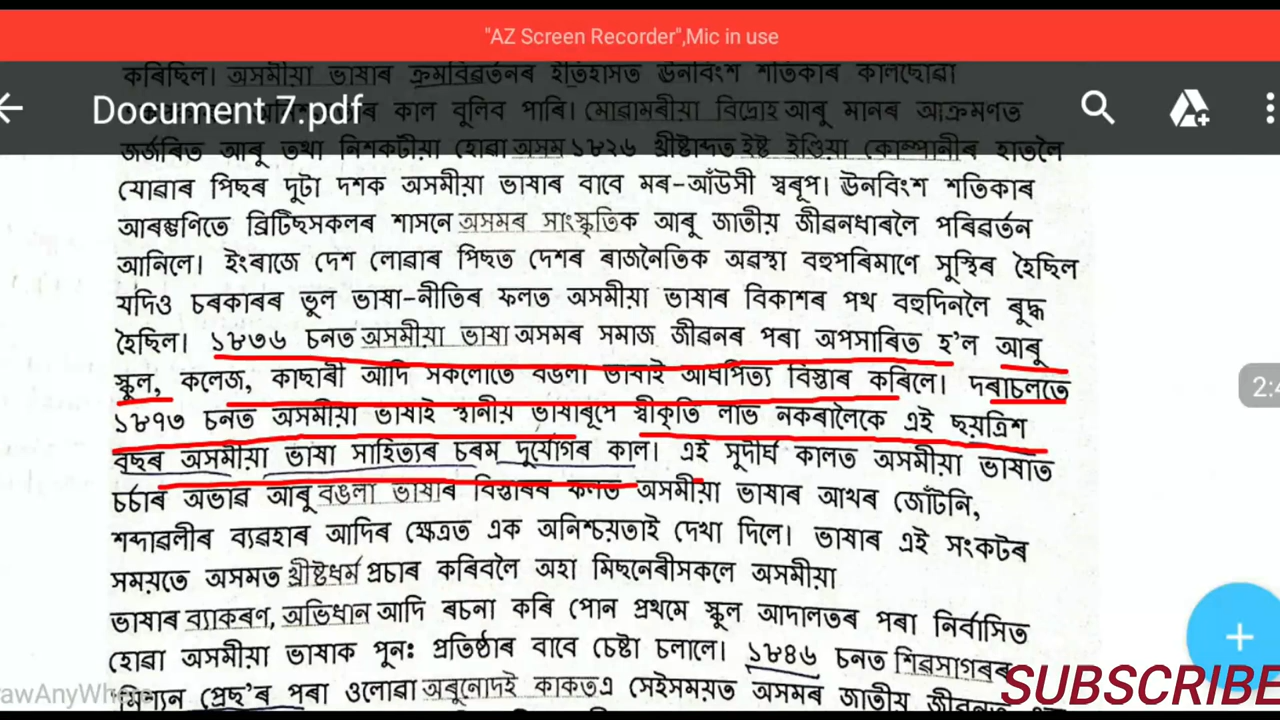 "AZ Screen Recorder",Mic in use
কৰিছিল। অসমীয়া ভাষাৰ ক্ৰমবিৱৰ্তনৰ ইতিহাসত ঊনবিংশ শতিকাৰ কালছোৱা
Document 7.pdf
ৰ কাল বুলিব পাৰি। মোৱামৰীয়া বিদ্ৰোহ আৰু মানৰ আক্ৰমণত
জৰ্জৰিত আৰু তথা নিশকটীয়া হোৱা অসম ১৮২৬ খ্ৰীষ্টাব্দত ইষ্ট ইণ্ডিয়া কোম্পানীৰ হাতলৈ
যোৱাৰ পিছৰ দুটা দশক অসমীয়া ভাষাৰ বাবে মৰ-আঁউসী স্বৰূপ। ঊনবিংশ শতিকাৰ
আৰম্ভণিতে ব্ৰিটিছসকলৰ শাসনে অসমৰ সাংস্কৃতিক আৰু জাতীয় জীৱনধাৰলৈ পৰিৱৰ্তন
আনিলে। ইংৰাজে দেশ লোৱাৰ পিছত দেশৰ ৰাজনৈতিক অৱস্থা বহুপৰিমাণে সুস্থিৰ হৈছিল
যদিও চৰকাৰৰ ভুল ভাষা-নীতিৰ ফলত অসমীয়া ভাষাৰ বিকাশৰ পথ বহুদিনলৈ ৰুদ্ধ
হৈছিল। ১৮৩৬ চনত অসমীয়া ভাষা অসমৰ সমাজ জীৱনৰ পৰা অপসাৰিত হ'ল আৰু
স্কুল, কলেজ, কাছাৰী আদি সকলোতে বঙলা ভাষাই আধিপত্য বিস্তাৰ কৰিলে। দৰাচলতে
১৮৭৩ চনত অসমীয়া ভাষাই স্থানীয় ভাষাৰূপে স্বীকৃতি লাভ নকৰালৈকে এই ছয়ত্ৰিশ
বছৰ অসমীয়া ভাষা সাহিত্যৰ চৰম দুৰ্যোগৰ কাল। এই সুদীৰ্ঘ কালত অসমীয়া ভাষাত
চৰ্চাৰ অভাৱ আৰু বঙলা ভাষাৰ বিস্তাৰৰ ফলত অসমীয়া ভাষাৰ আখৰ জোঁটনি,
শব্দাৱলীৰ ব্যৱহাৰ আদিৰ ক্ষেত্ৰত এক অনিশ্চয়তাই দেখা দিলে। ভাষাৰ এই সংকটৰ
সময়তে অসমত খ্ৰীষ্টধৰ্ম প্ৰচাৰ কৰিবলৈ অহা মিছনেৰীসকলে অসমীয়া
ভাষাৰ ব্যাকৰণ, অভিধান আদি ৰচনা কৰি পোন প্ৰথমে স্কুল আদালতৰ পৰা নিৰ্বাসিত
হোৱা অসমীয়া ভাষাক পুনঃ প্ৰতিষ্ঠাৰ বাবে চেষ্টা চলালে। ১৮৪৬ চনত শিৱসাগৰৰ
প্ৰেছ'ৰ পৰা ওলোৱা অৰুনোদই কাকতএ সেইসময়ত অসমৰ জাতীয়
SUBSCRIBE